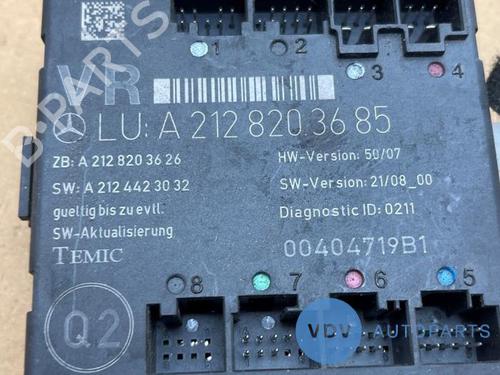 1 2
3 4
VR
LU: A 212 820 36 85
ZB: A 212 820 36 26
HW-Version: 50/07
SW: A 212 442 30 32
SW-Version: 21/08_00
gueltig bis zu evtl.
SW-Aktualisierung
Diagnostic ID: 0211
TEMIC
00404719B1
8 7 6 5
Q2
VDV AUTOPARTS
B-PARTS